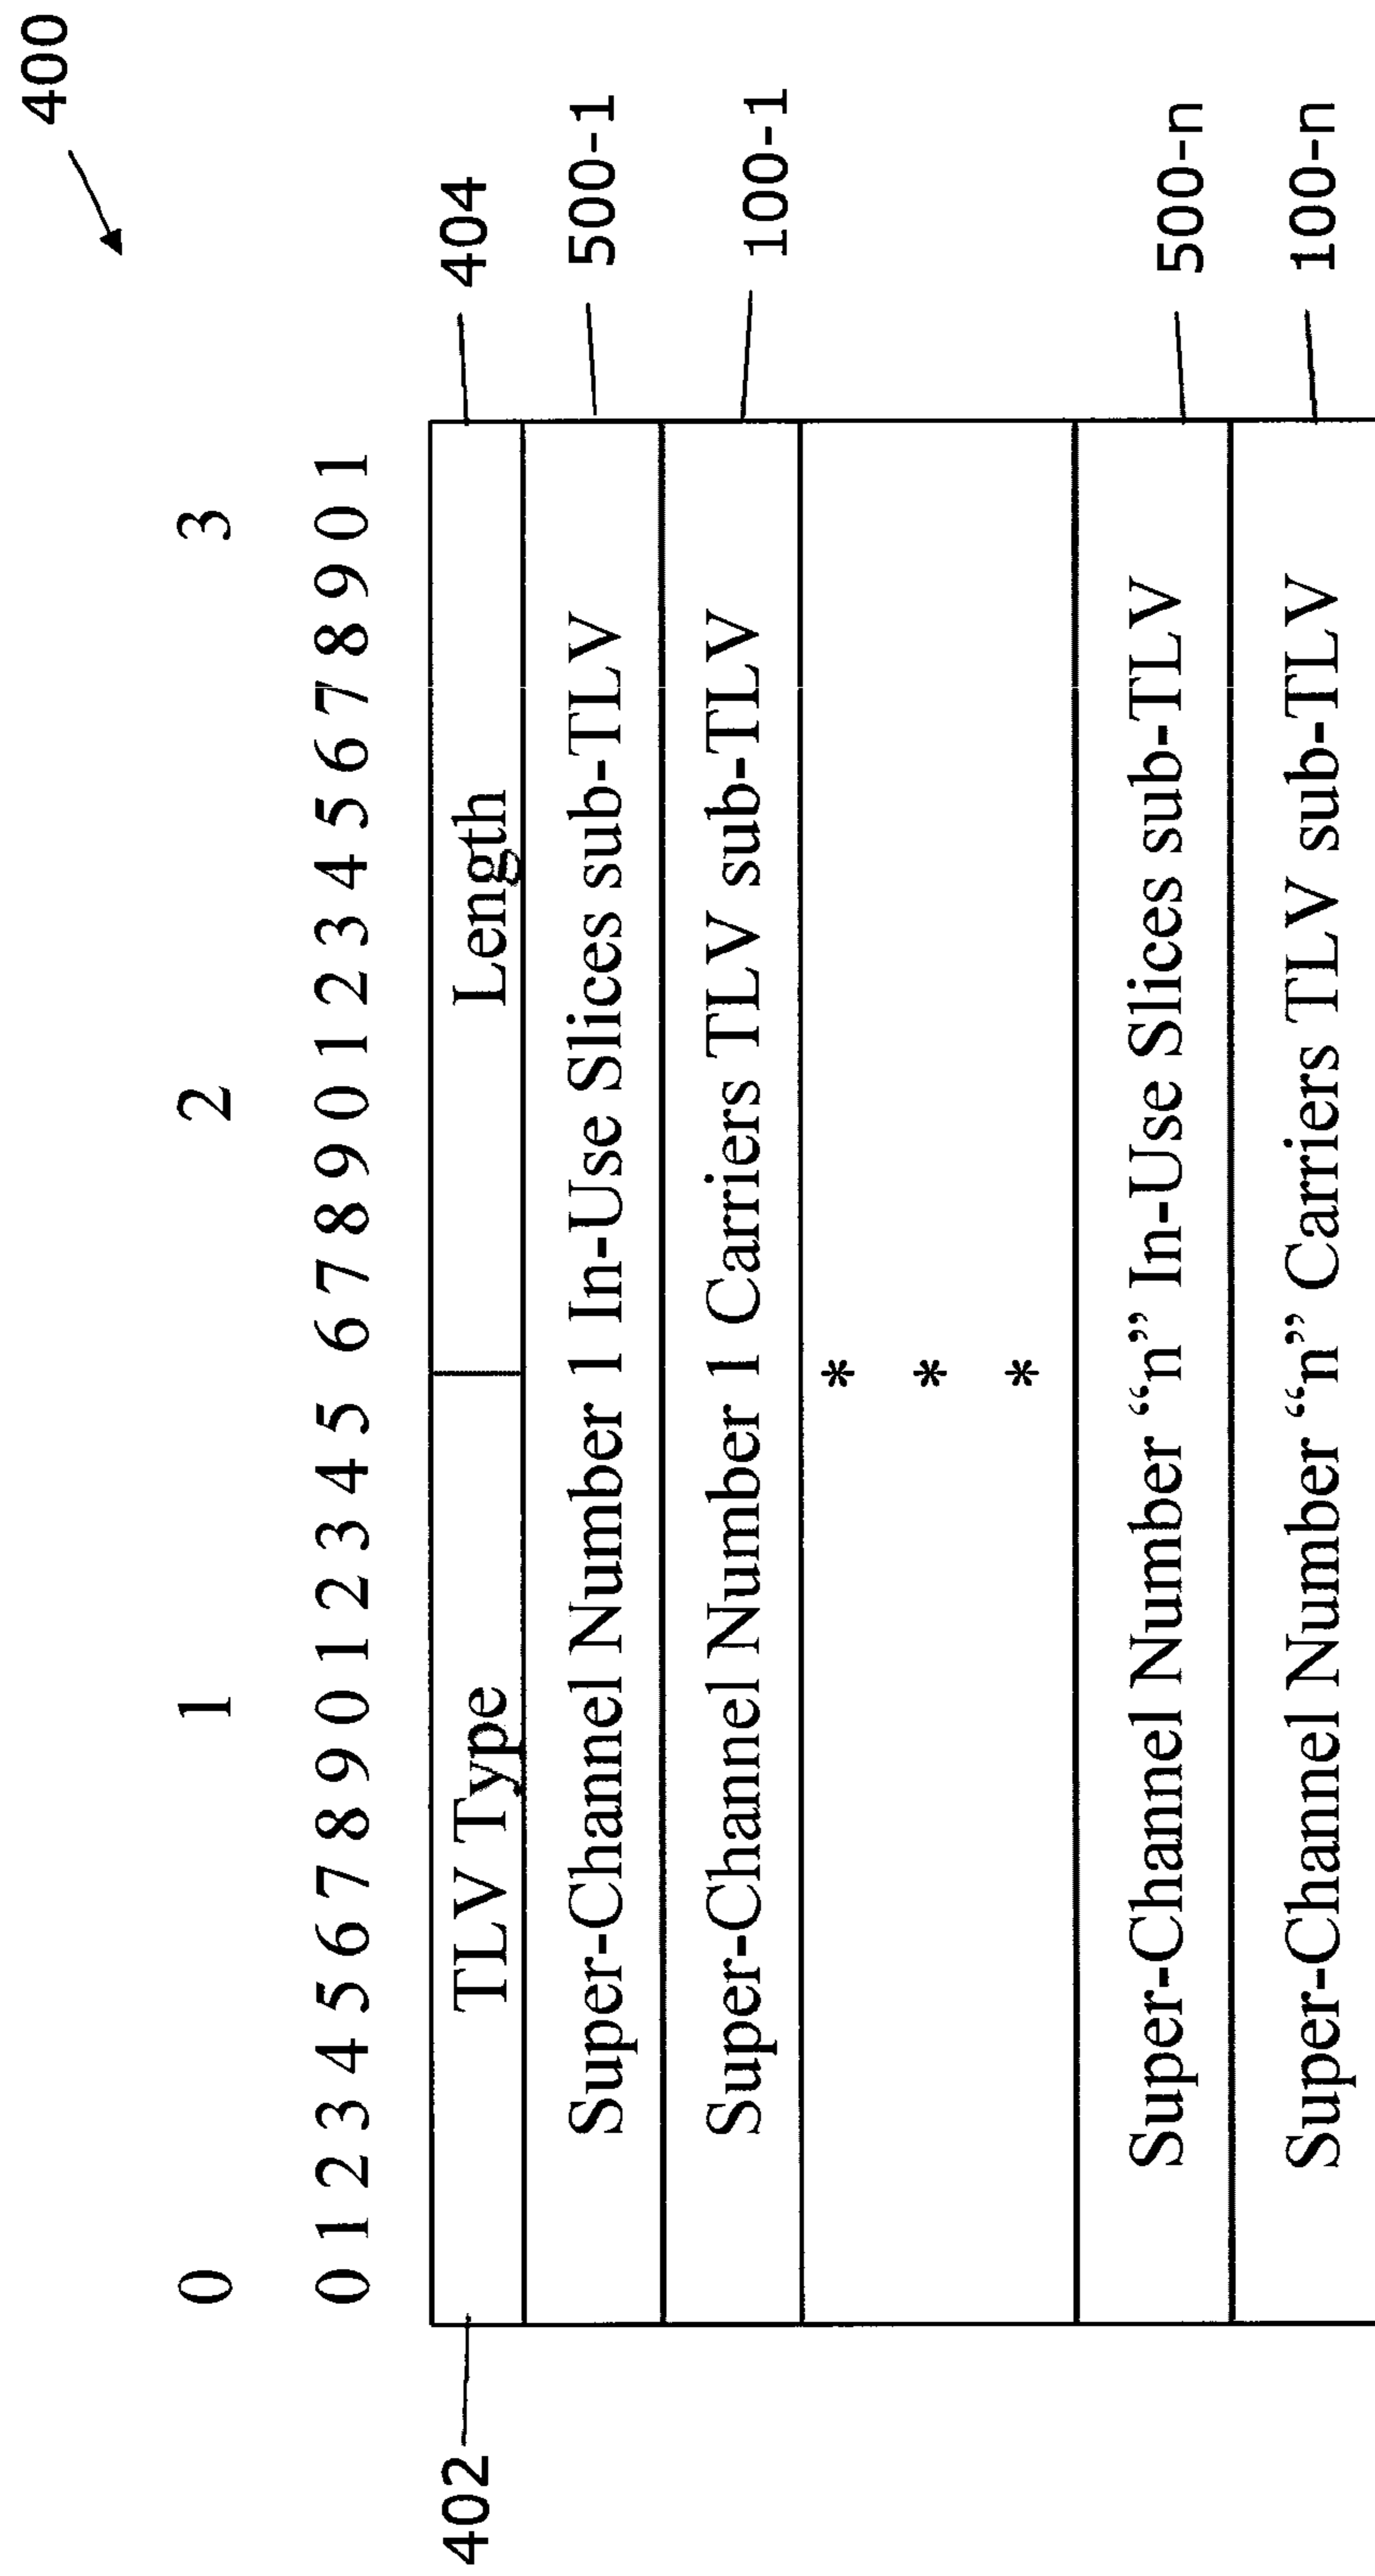 400
0 1 2 3
0 1 2 3 4 5 6 7 8 9 0 1 2 3 4 5 6 7 8 9 0 1 2 3 4 5 6 7 8 9 0 1
402 TLV Type Length 404
Super-Channel Number 1 In-Use Slices sub-TLV 500-1
Super-Channel Number 1 Carriers TLV sub-TLV 100-1
*
*
*
Super-Channel Number “n” In-Use Slices sub-TLV 500-n
Super-Channel Number “n” Carriers TLV sub-TLV 100-n